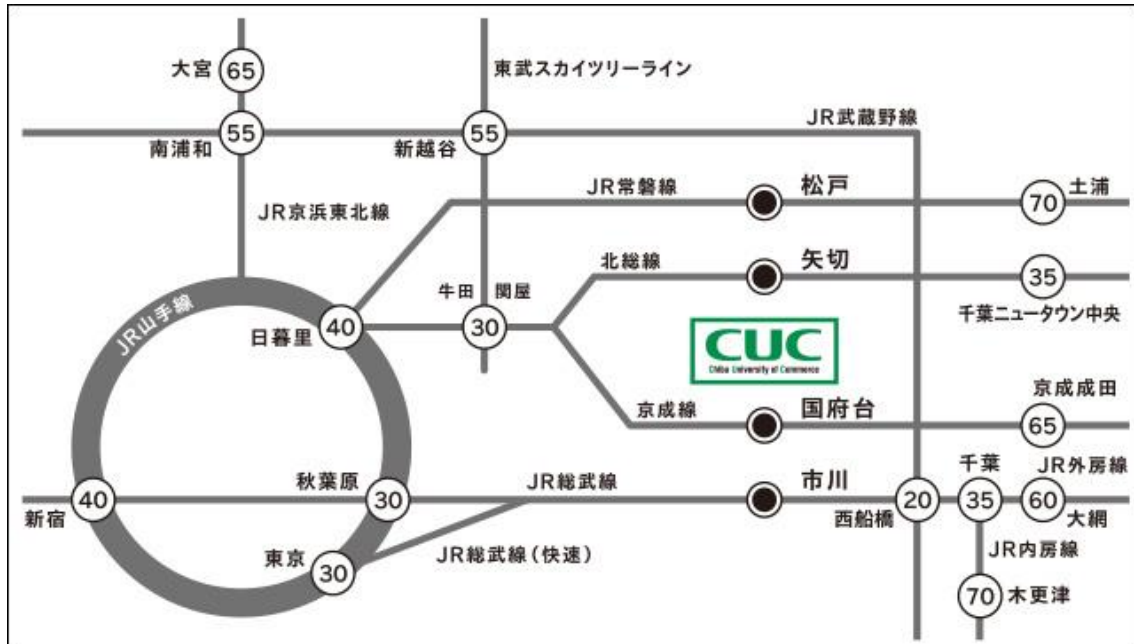 大宮
65
東武スカイツリーライン
JR武蔵野線
南浦和
55
新越谷
55
JR常磐線
松戸
土浦
70
JR京浜東北線
北総線
矢切
35
千葉ニュータウン中央
JR山手線
日暮里
40
牛田
関屋
30
CUC
Chiba University of Commerce
京成線
国府台
京成成田
65
新宿
40
秋葉原
30
JR総武線
市川
西船橋
20
千葉
35
JR外房線
60
大網
東京
30
JR総武線(快速)
JR内房線
70
木更津